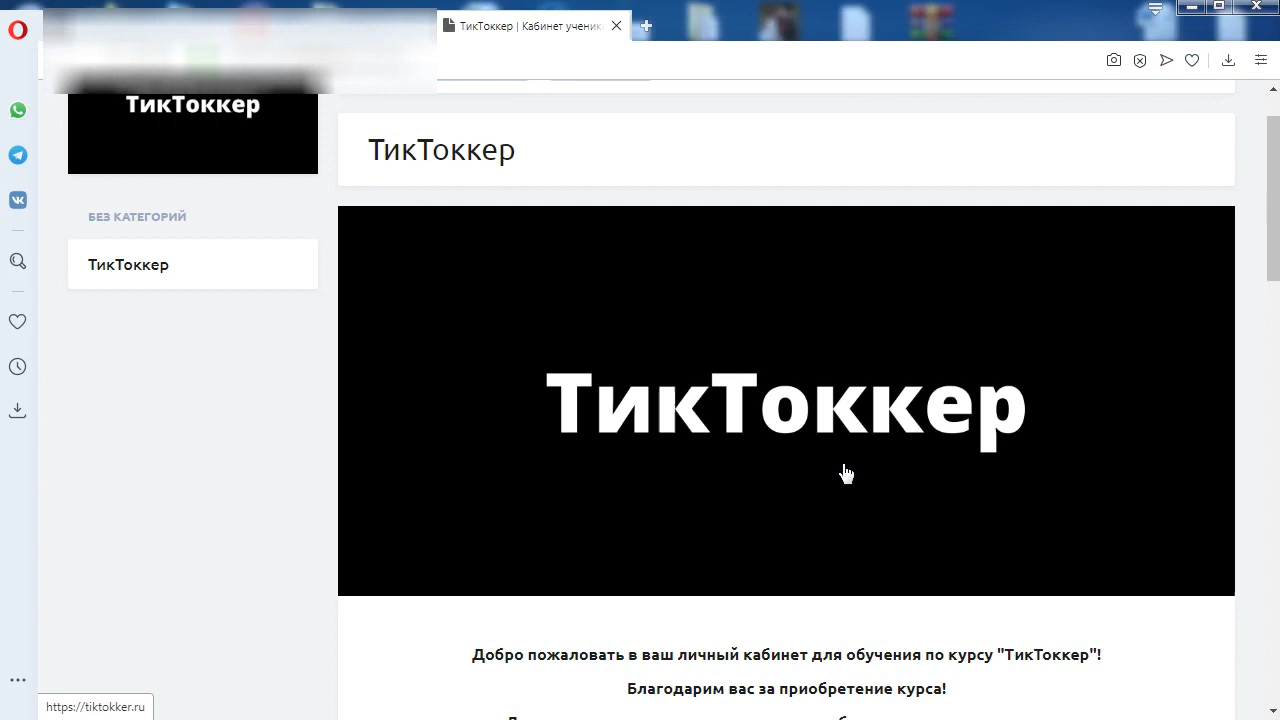 ТикТоккер | Кабинет ученик
ТикТоккер
ТикТоккер
БЕЗ КАТЕГОРИЙ
ТикТоккер
ТикТоккер
Добро пожаловать в ваш личный кабинет для обучения по курсу "ТикТоккер"!
Благодарим вас за приобретение курса!
https://tiktokker.ru